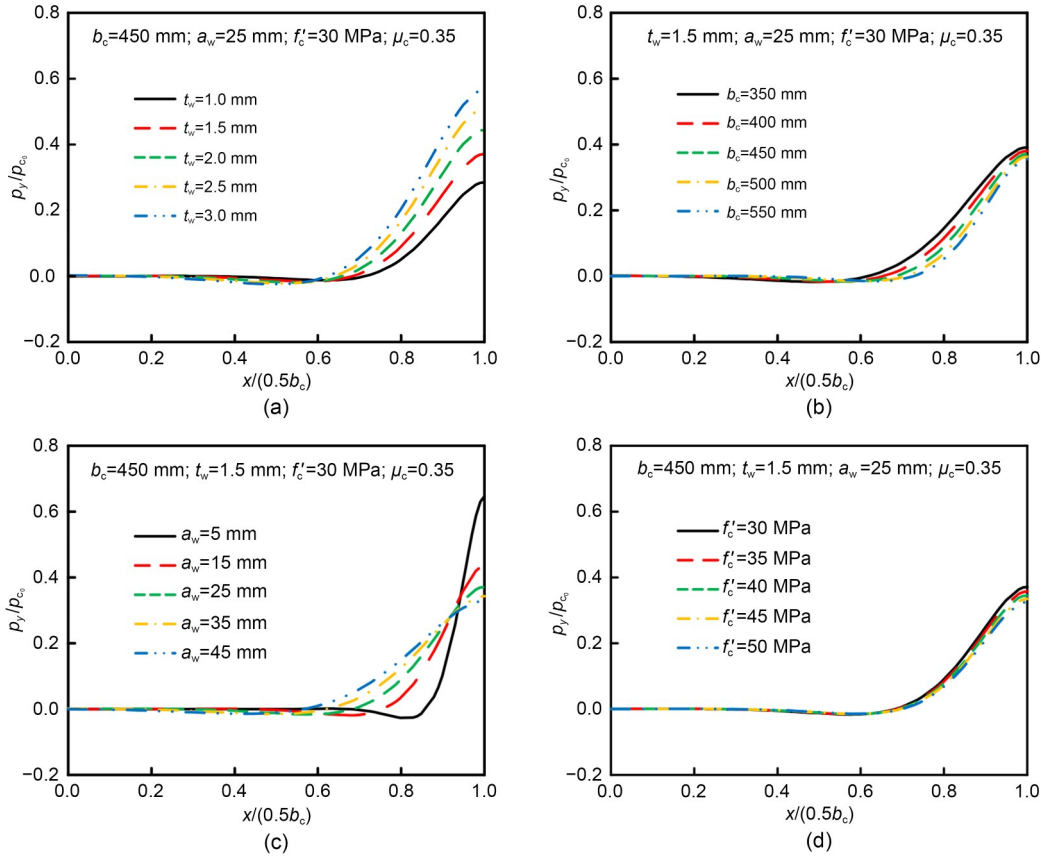 (a)
b_c=450 mm; a_w=25 mm; f_c′=30 MPa; μ_c=0.35
t_w=1.0 mm
t_w=1.5 mm
t_w=2.0 mm
t_w=2.5 mm
t_w=3.0 mm
p_y/p_c₀
0.8
0.6
0.4
0.2
0.0
−0.2
0.0 0.2 0.4 0.6 0.8 1.0
x/(0.5b_c)
(a)
t_w=1.5 mm; a_w=25 mm; f_c′=30 MPa; μ_c=0.35
b_c=350 mm
b_c=400 mm
b_c=450 mm
b_c=500 mm
b_c=550 mm
p_y/p_c₀
0.8
0.6
0.4
0.2
0.0
−0.2
0.0 0.2 0.4 0.6 0.8 1.0
x/(0.5b_c)
(b)
b_c=450 mm; t_w=1.5 mm; f_c′=30 MPa; μ_c=0.35
a_w=5 mm
a_w=15 mm
a_w=25 mm
a_w=35 mm
a_w=45 mm
p_y/p_c₀
0.8
0.6
0.4
0.2
0.0
−0.2
0.0 0.2 0.4 0.6 0.8 1.0
x/(0.5b_c)
(c)
b_c=450 mm; t_w=1.5 mm; a_w=25 mm; μ_c=0.35
f_c′=30 MPa
f_c′=35 MPa
f_c′=40 MPa
f_c′=45 MPa
f_c′=50 MPa
p_y/p_c₀
0.8
0.6
0.4
0.2
0.0
−0.2
0.0 0.2 0.4 0.6 0.8 1.0
x/(0.5b_c)
(d)